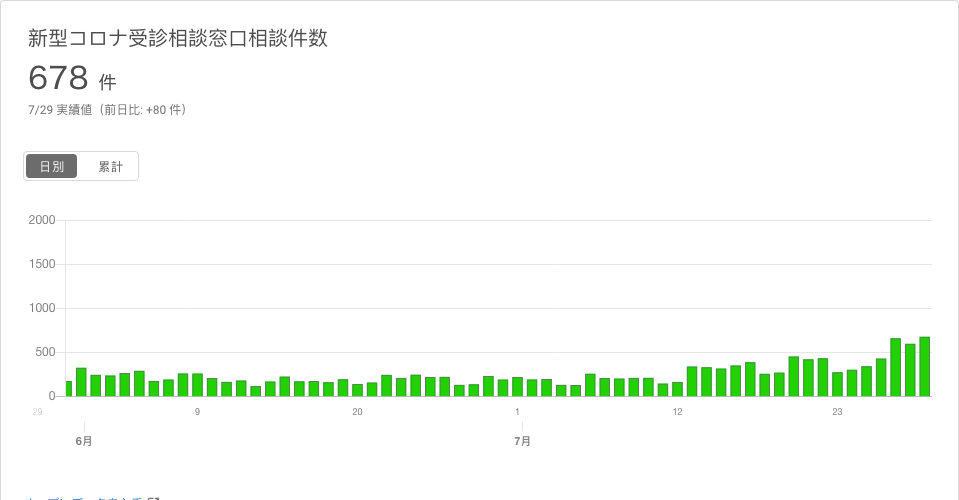 新型コロナ受診相談窓口相談件数
678 件
7/29 実績値（前日比: +80 件）
日別 累計
2000
1500
1000
500
0
29 9 20 1 12 23
6月 7月